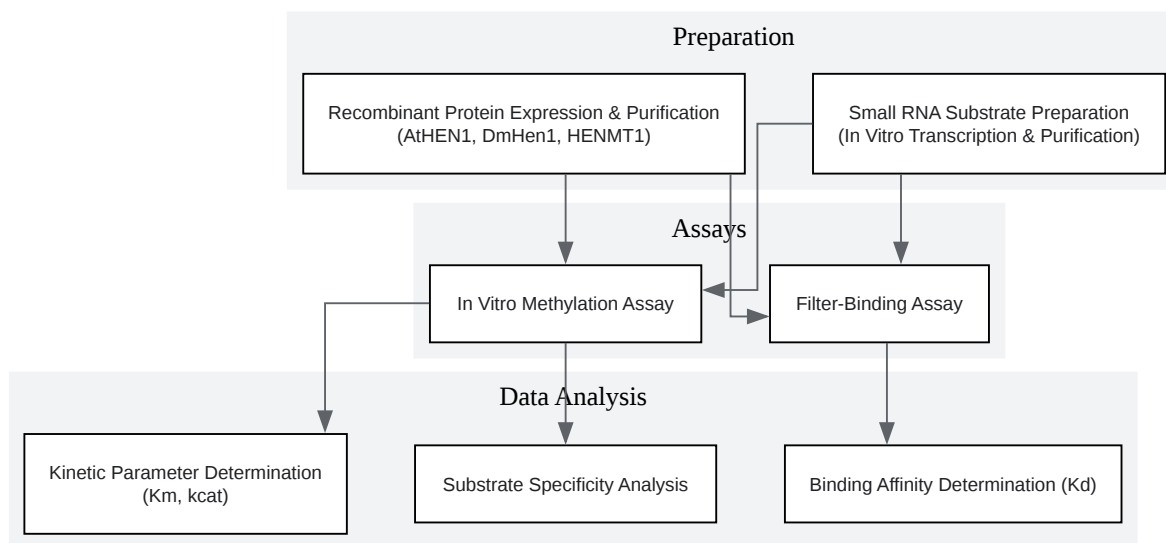 Preparation
Recombinant Protein Expression & Purification
(AtHEN1, DmHen1, HENMT1)
Small RNA Substrate Preparation
(In Vitro Transcription & Purification)
Assays
In Vitro Methylation Assay
Filter-Binding Assay
Data Analysis
Kinetic Parameter Determination
(Km, kcat)
Substrate Specificity Analysis
Binding Affinity Determination (Kd)